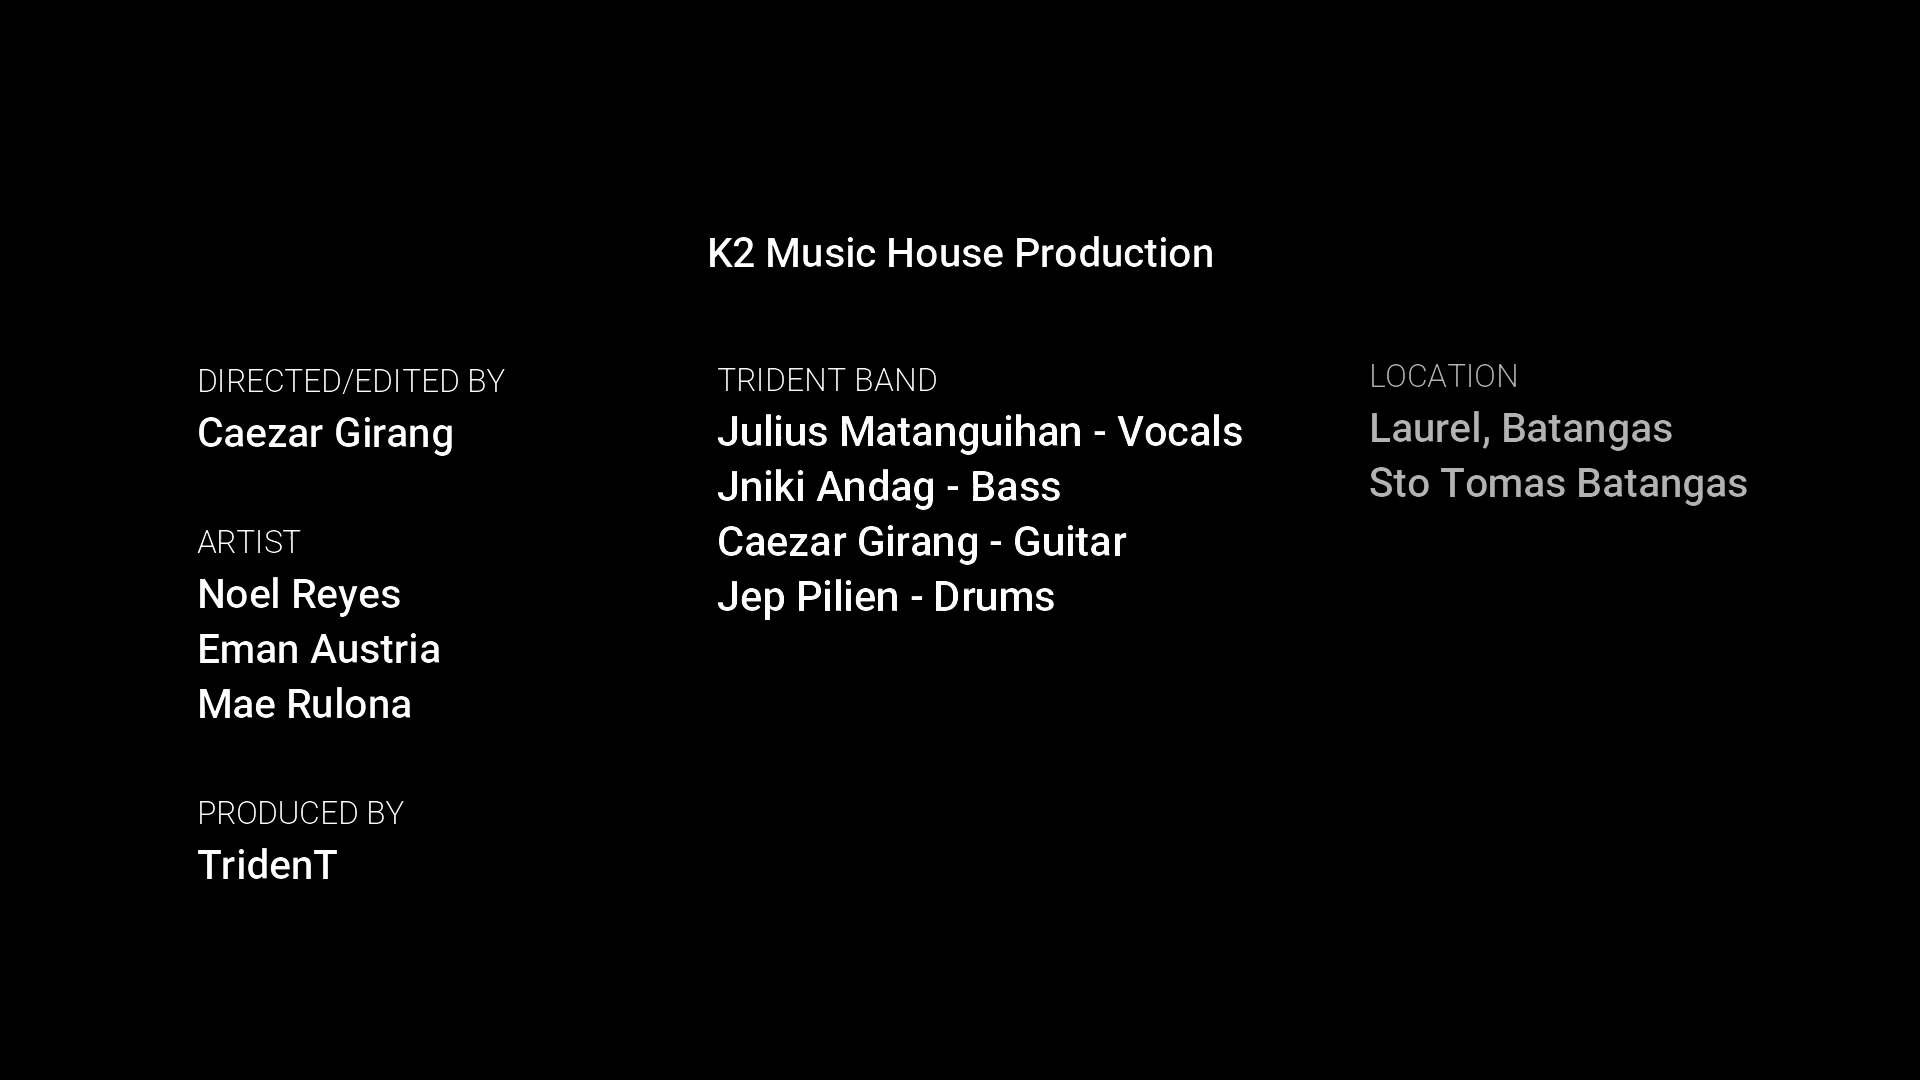 K2 Music House Production
DIRECTED/EDITED BY
Caezar Girang
ARTIST
Noel Reyes
Eman Austria
Mae Rulona
PRODUCED BY
TridenT
TRIDENT BAND
Julius Matanguihan - Vocals
Jniki Andag - Bass
Caezar Girang - Guitar
Jep Pilien - Drums
LOCATION
Laurel, Batangas
Sto Tomas Batangas